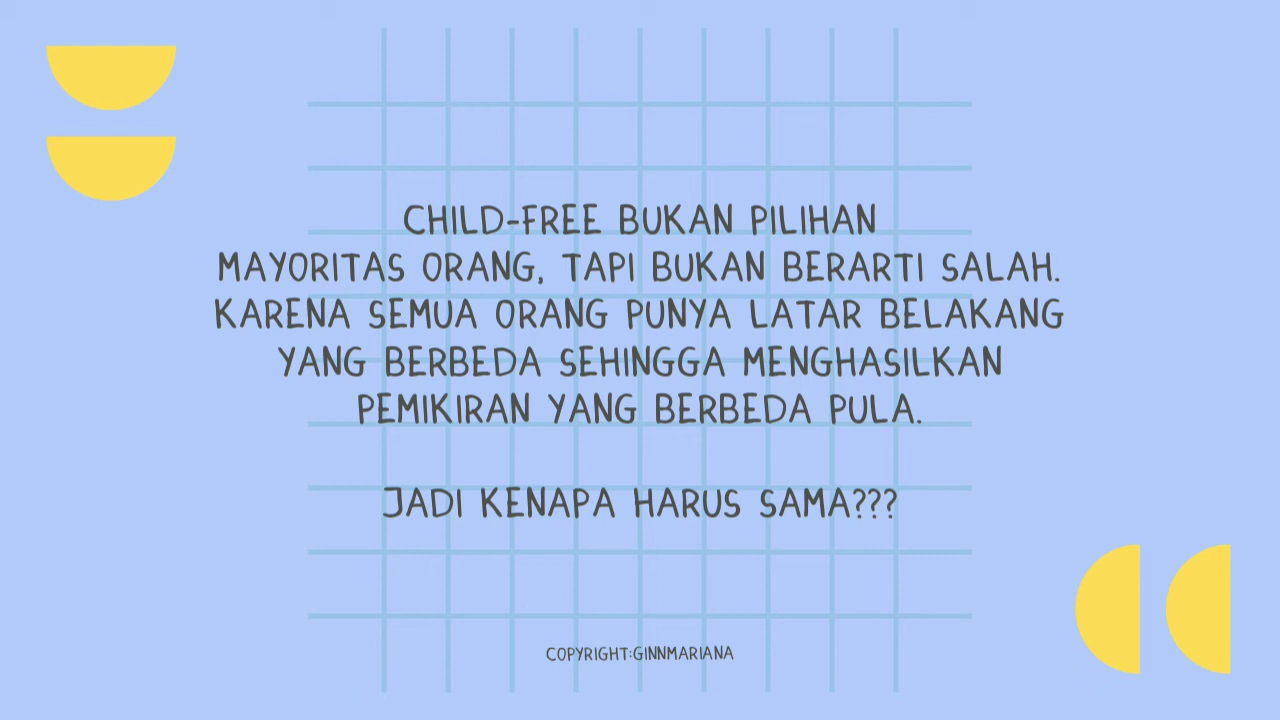 CHILD-FREE BUKAN PILIHAN
MAYORITAS ORANG, TAPI BUKAN BERARTI SALAH.
KARENA SEMUA ORANG PUNYA LATAR BELAKANG
YANG BERBEDA SEHINGGA MENGHASILKAN
PEMIKIRAN YANG BERBEDA PULA.
JADI KENAPA HARUS SAMA???
COPYRIGHT:GINNMARIANA